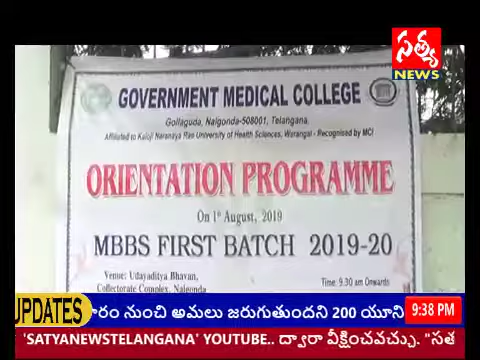 సత్య
NEWS
GOVERNMENT MEDICAL COLLEGE
Gollaguda, Nalgonda-508001, Telangana,
Affiliated to Kaloji Naranaya Rao University of Health Sciences, Warangal - Recognised by MCI
ORIENTATION PROGRAMME
On 1st August, 2019
MBBS FIRST BATCH 2019-20
Venue: Udayaditya Bhavan,
Collectorate Complex, Nalgonda
Time: 9.30 am Onwards
UPDATES
ారం నుంచి అమలు జరుగుతుందని 200 యూని
9:38 PM
'SATYANEWSTELANGANA' YOUTUBE.. ద్వారా వీక్షించవచ్చు. "సత